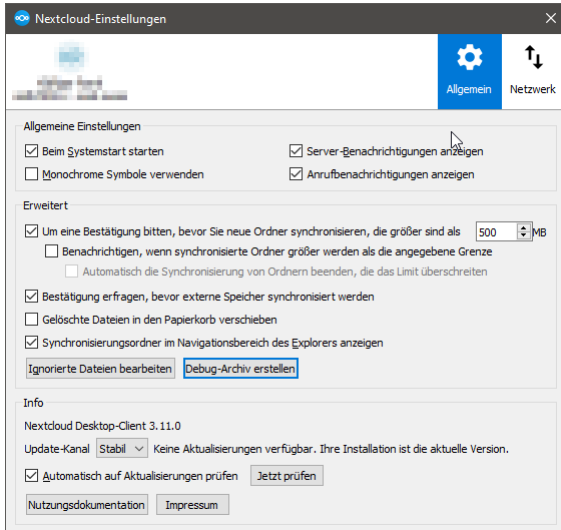 Nextcloud-Einstellungen
Allgemein
Netzwerk
Allgemeine Einstellungen
Beim Systemstart starten
Server-Benachrichtigungen anzeigen
Monochrome Symbole verwenden
Anrufbenachrichtigungen anzeigen
Erweitert
Um eine Bestätigung bitten, bevor Sie neue Ordner synchronisieren, die größer sind als 500 MB
Benachrichtigen, wenn synchronisierte Ordner größer werden als die angegebene Grenze
Automatisch die Synchronisierung von Ordnern beenden, die das Limit überschreiten
Bestätigung erfragen, bevor externe Speicher synchronisiert werden
Gelöschte Dateien in den Papierkorb verschieben
Synchronisierungsordner im Navigationsbereich des Explorers anzeigen
Ignorierte Dateien bearbeiten
Debug-Archiv erstellen
Info
Nextcloud Desktop-Client 3.11.0
Update-Kanal Stabil Keine Aktualisierungen verfügbar. Ihre Installation ist die aktuelle Version.
Automatisch auf Aktualisierungen prüfen
Jetzt prüfen
Nutzungsdokumentation
Impressum